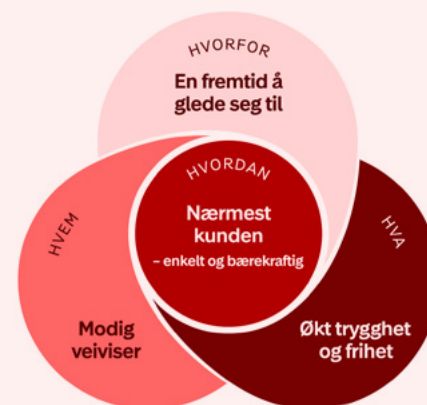 HVORFOR
En fremtid å
glede seg til
HVORDAN
Nærmest
kunden
– enkelt og bærekraftig
HVEM
Modig
veiviser
HVA
Økt trygghet
og frihet